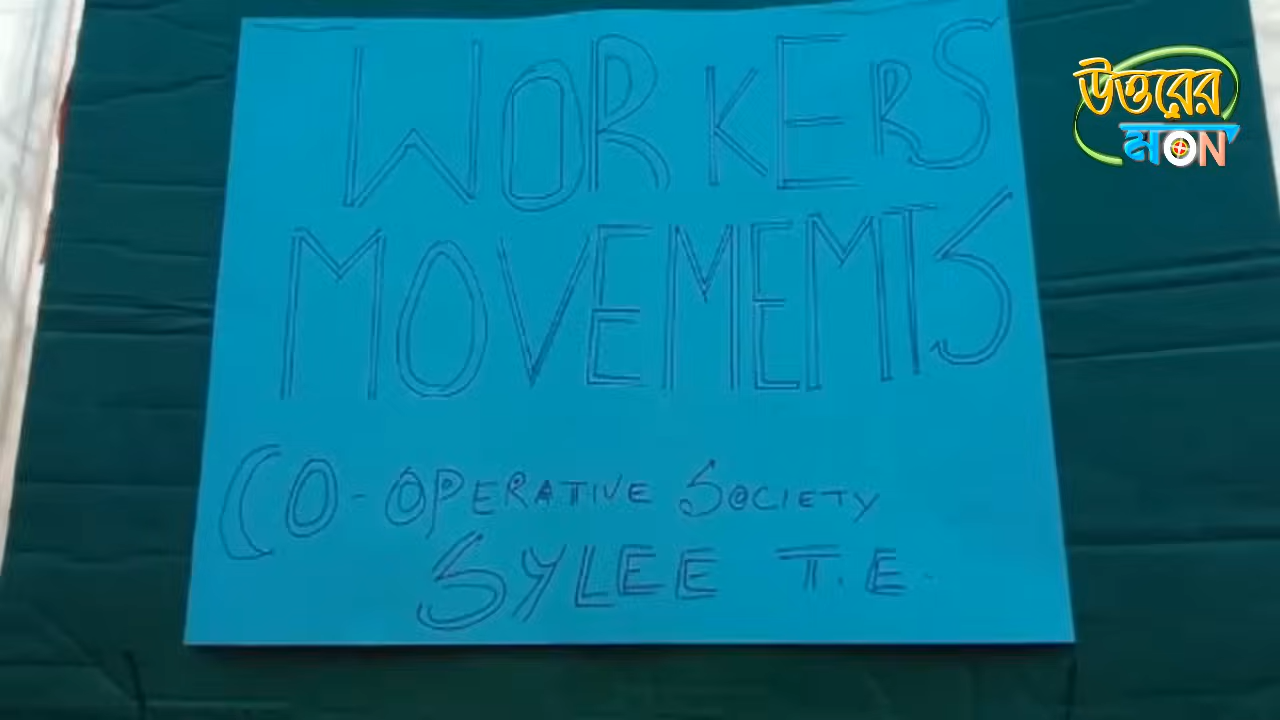 WORKERS
MOVEMEMTS
CO-OPERATIVE SOCIETY
SYLEE T.E.
উত্তরের
মON